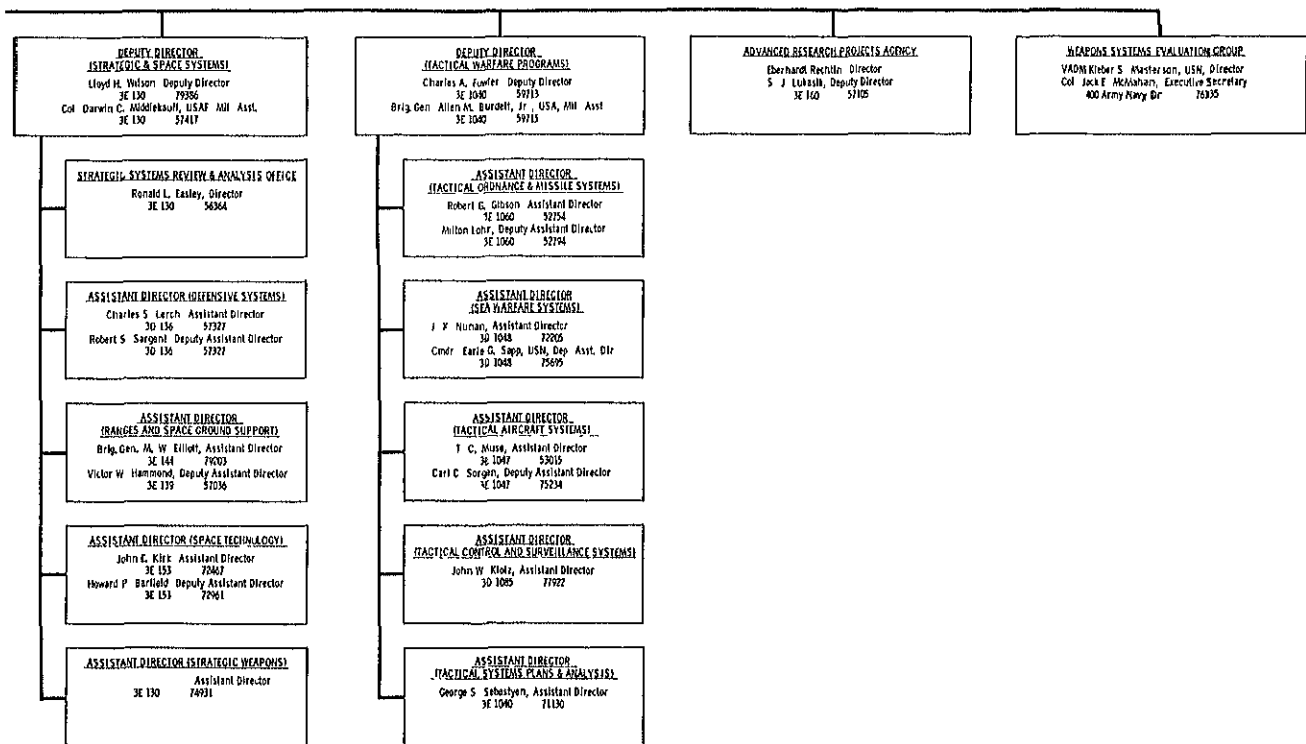 DEPUTY DIRECTOR
(STRATEGIC & SPACE SYSTEMS)
Lloyd H. Wilson Deputy Director
3E 130 79386
Col Darwin C. Middlekauff, USAF Mil Asst.
3E 130 57417
STRATEGIC SYSTEMS REVIEW & ANALYSIS OFFICE
Ronald L. Easley, Director
3E 130 56364
ASSISTANT DIRECTOR (DEFENSIVE SYSTEMS)
Charles S Lerch Assistant Director
3D 136 57327
Robert S Sargent Deputy Assistant Director
3D 136 57327
ASSISTANT DIRECTOR
(RANGES AND SPACE GROUND SUPPORT)
Brig. Gen. M. W Elliott, Assistant Director
3E 144 79203
Victor W Hammond, Deputy Assistant Director
3E 139 57036
ASSISTANT DIRECTOR (SPACE TECHNOLOGY)
John E. Kirk Assistant Director
3E 153 72467
Howard P Barfield Deputy Assistant Director
3E 153 72961
ASSISTANT DIRECTOR (STRATEGIC WEAPONS)
Assistant Director
3E 130 74931
DEPUTY DIRECTOR
(TACTICAL WARFARE PROGRAMS)
Charles A. Fowler Deputy Director
3E 1040 59713
Brig. Gen Allen M. Burdett, Jr, USA, Mil Asst
3E 1040 59715
ASSISTANT DIRECTOR
(TACTICAL ORDNANCE & MISSILE SYSTEMS)
Robert G. Gibson Assistant Director
1060 52754
Milton Lohr, Deputy Assistant Director
3E 1060 52794
ASSISTANT DIRECTOR
(SEA WARFARE SYSTEMS)
Nunan, Assistant Director
3D 1048 72205
Cmdr Earle G. Sapp, USN, Dep Asst. Dir
3D 1048 75695
ASSISTANT DIRECTOR
(TACTICAL AIRCRAFT SYSTEMS)
T C, Muse, Assistant Director
3E 1047 53015
Carl C Sorgen, Deputy Assistant Director
3E 1047 75234
ASSISTANT DIRECTOR
(TACTICAL CONTROL AND SURVEILLANCE SYSTEMS)
John W Klotz, Assistant Director
3D 1085 77922
ASSISTANT DIRECTOR
(TACTICAL SYSTEMS PLANS & ANALYSIS)
George S Sebestyen, Assistant Director
3E 1040 71130
ADVANCED RESEARCH PROJECTS AGENCY
Eberhardt Rechtin Director
S J Lukasik, Deputy Director
3E 160 57105
WEAPONS SYSTEMS EVALUATION GROUP
VADM Kleber S Masterson, USN, Director
Col Jack E McMahan, Executive Secretary
400 Army Navy Dr 76335